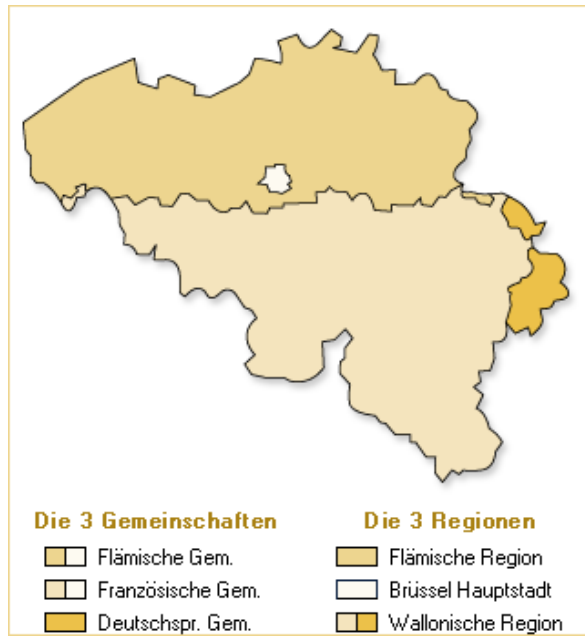 Die 3 Gemeinschaften
Flämische Gem.
Französische Gem.
Deutschspr. Gem.
Die 3 Regionen
Flämische Region
Brüssel Hauptstadt
Wallonische Region